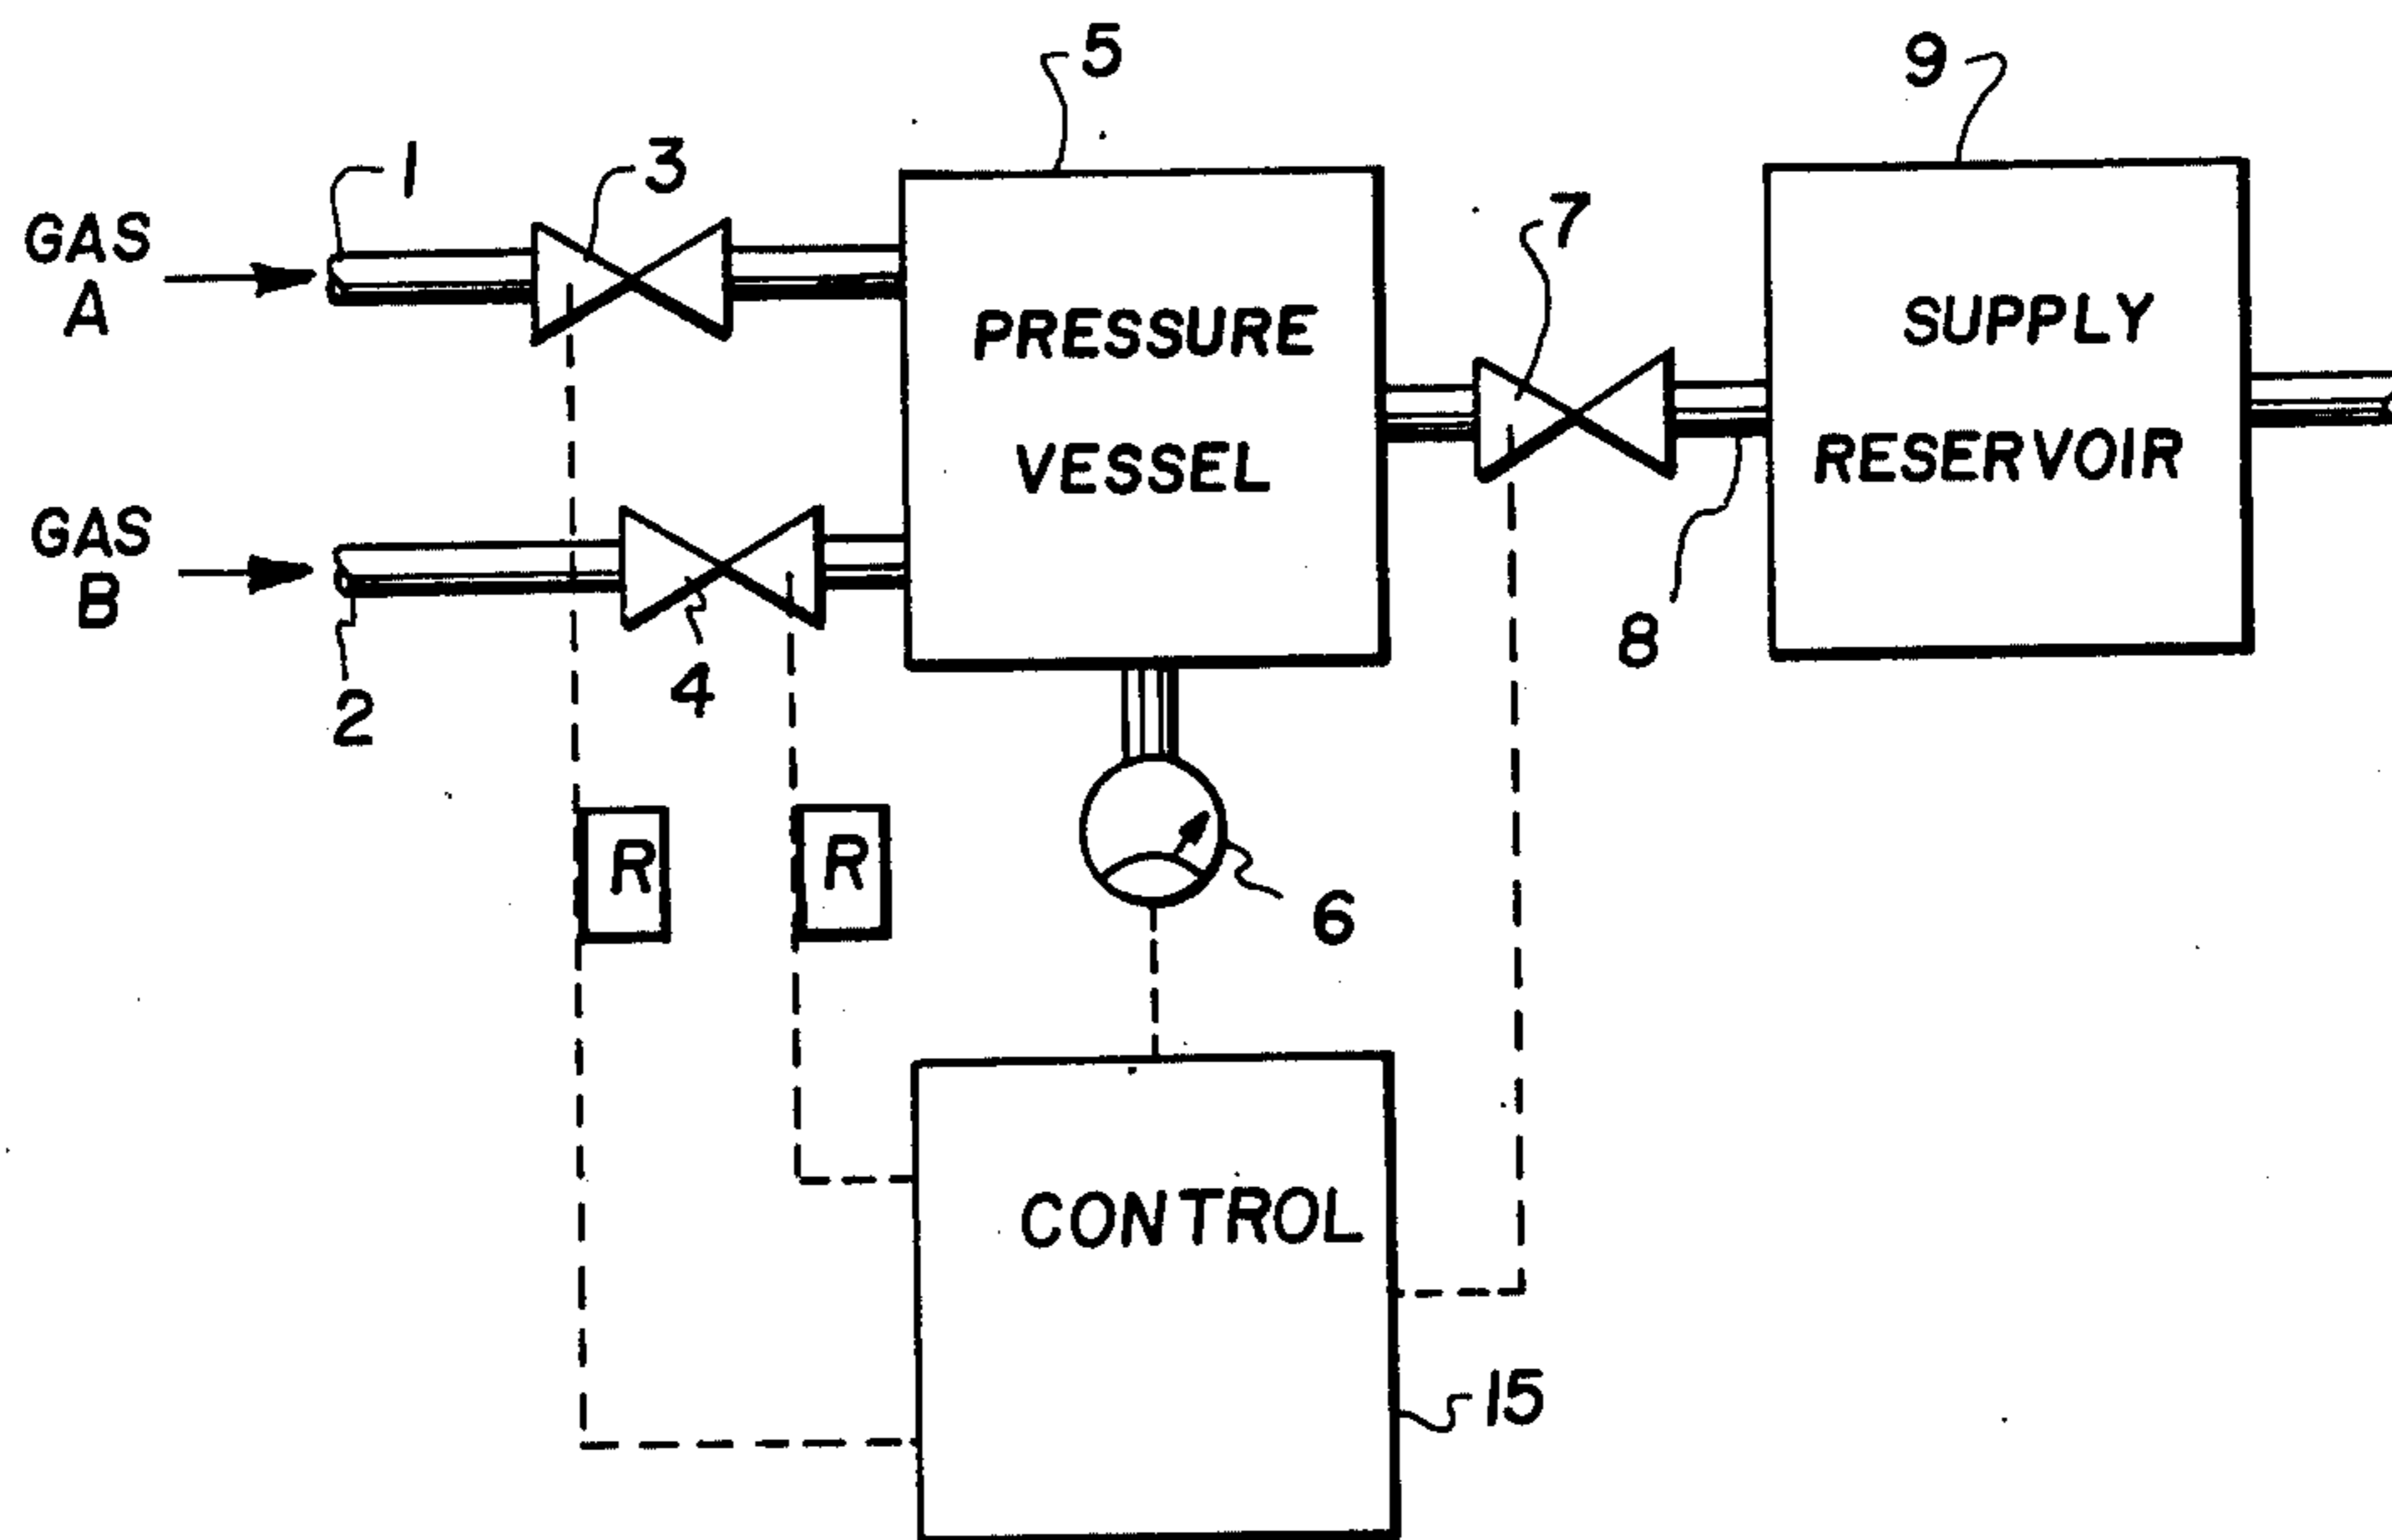 5
9
1
3
GAS
A
7
PRESSURE
VESSEL
SUPPLY
RESERVOIR
GAS
B
2
4
8
R
R
6
CONTROL
15